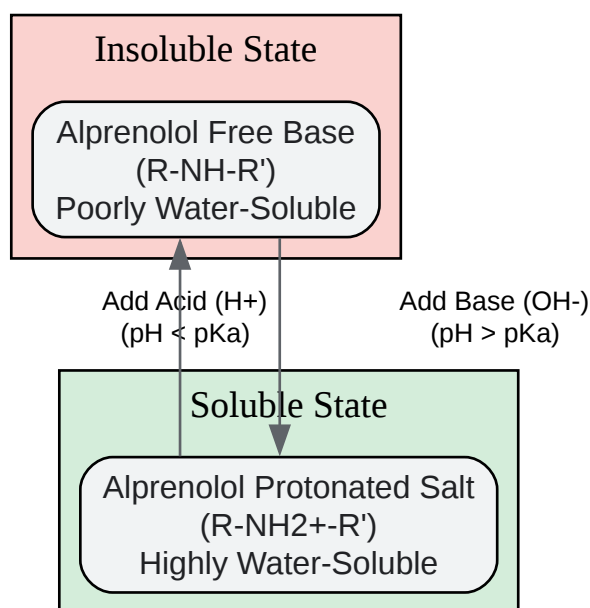 Insoluble State
Alprenolol Free Base
(R-NH-R')
Poorly Water-Soluble
Add Acid (H+)
(pH < pKa)
Add Base (OH-)
(pH > pKa)
Soluble State
Alprenolol Protonated Salt
(R-NH2+-R')
Highly Water-Soluble